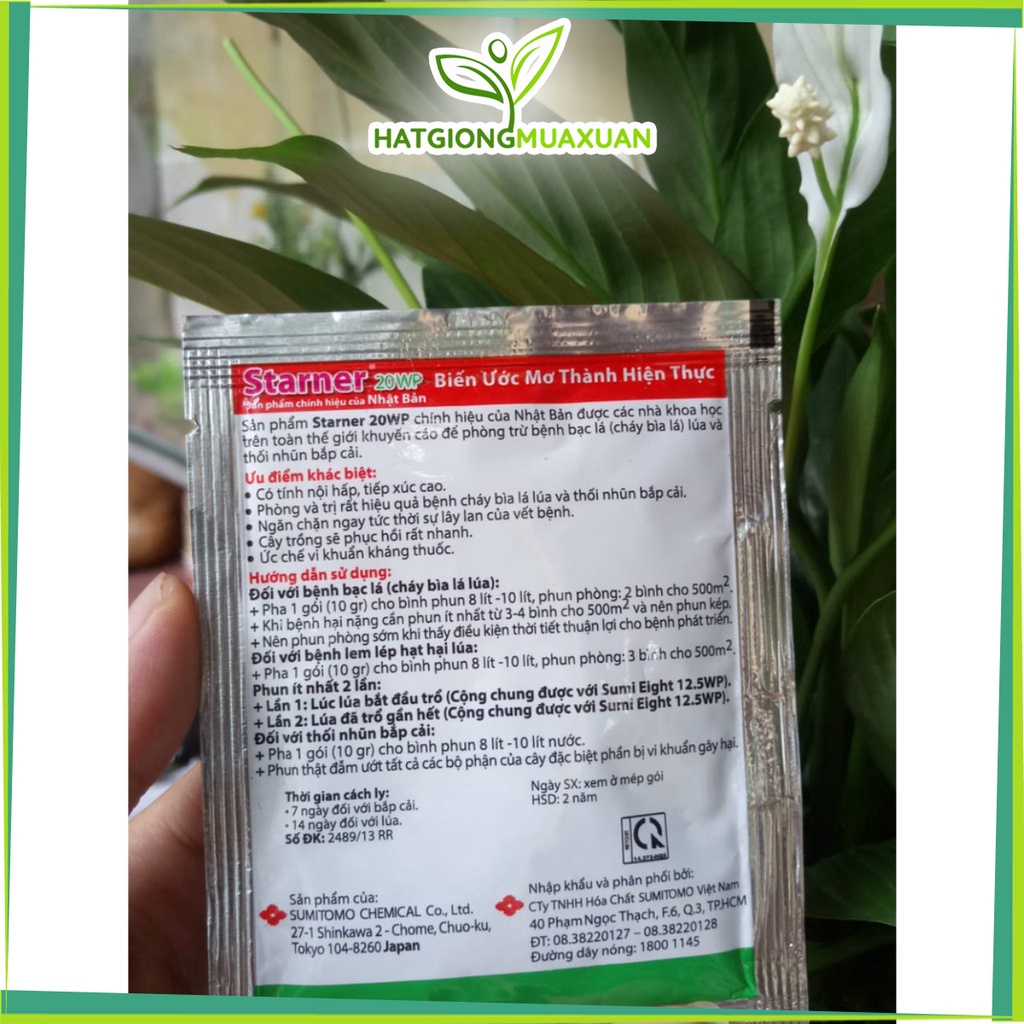 HATGIONGMUAXUAN
Starner 20WP Biến Ước Mơ Thành Hiện Thực
Sản phẩm chính hiệu của Nhật Bản
Sản phẩm Starner 20WP chính hiệu của Nhật Bản được các nhà khoa học
trên toàn thế giới khuyến cáo để phòng trừ bệnh bạc lá (cháy bìa lá) lúa và
thối nhũn bắp cải.
Ưu điểm khác biệt:
• Có tính nội hấp, tiếp xúc cao.
• Phòng và trị rất hiệu quả bệnh cháy bìa lá lúa và thối nhũn bắp cải.
• Ngăn chặn ngay tức thời sự lây lan của vết bệnh.
• Cây trồng sẽ phục hồi rất nhanh.
• Ức chế vi khuẩn kháng thuốc.
Hướng dẫn sử dụng:
Đối với bệnh bạc lá (cháy bìa lá lúa):
+ Pha 1 gói (10 gr) cho bình phun 8 lít -10 lít, phun phòng: 2 bình cho 500m².
+ Khi bệnh hại nặng cần phun ít nhất từ 3-4 bình cho 500m² và nên phun kép.
+ Nên phun phòng sớm khi thấy điều kiện thời tiết thuận lợi cho bệnh phát triển.
Đối với bệnh lem lép hạt hại lúa:
+ Pha 1 gói (10 gr) cho bình phun 8 lít -10 lít, phun phòng: 3 bình cho 500m².
Phun ít nhất 2 lần:
+ Lần 1: Lúc lúa bắt đầu trổ (Cộng chung được với Sumi Eight 12.5WP).
+ Lần 2: Lúa đã trổ gần hết (Cộng chung được với Sumi Eight 12.5WP).
Đối với thối nhũn bắp cải:
+ Pha 1 gói (10 gr) cho bình phun 8 lít -10 lít nước.
+ Phun thật đẫm ướt tất cả các bộ phận của cây đặc biệt phần bị vi khuẩn gây hại.
Thời gian cách ly:
• 7 ngày đối với bắp cải.
• 14 ngày đối với lúa.
Số ĐK: 2489/13 RR
Ngày SX: xem ở mép gói
HSD: 2 năm
Sản phẩm của:
SUMITOMO CHEMICAL Co., Ltd.
27-1 Shinkawa 2 - Chome, Chuo-ku,
Tokyo 104-8260 Japan
Nhập khẩu và phân phối bởi:
CTy TNHH Hóa Chất SUMITOMO Việt Nam
40 Phạm Ngọc Thạch, F.6, Q.3, TP.HCM
ĐT: 08.38220127 – 08.38220128
Đường dây nóng: 1800 1145